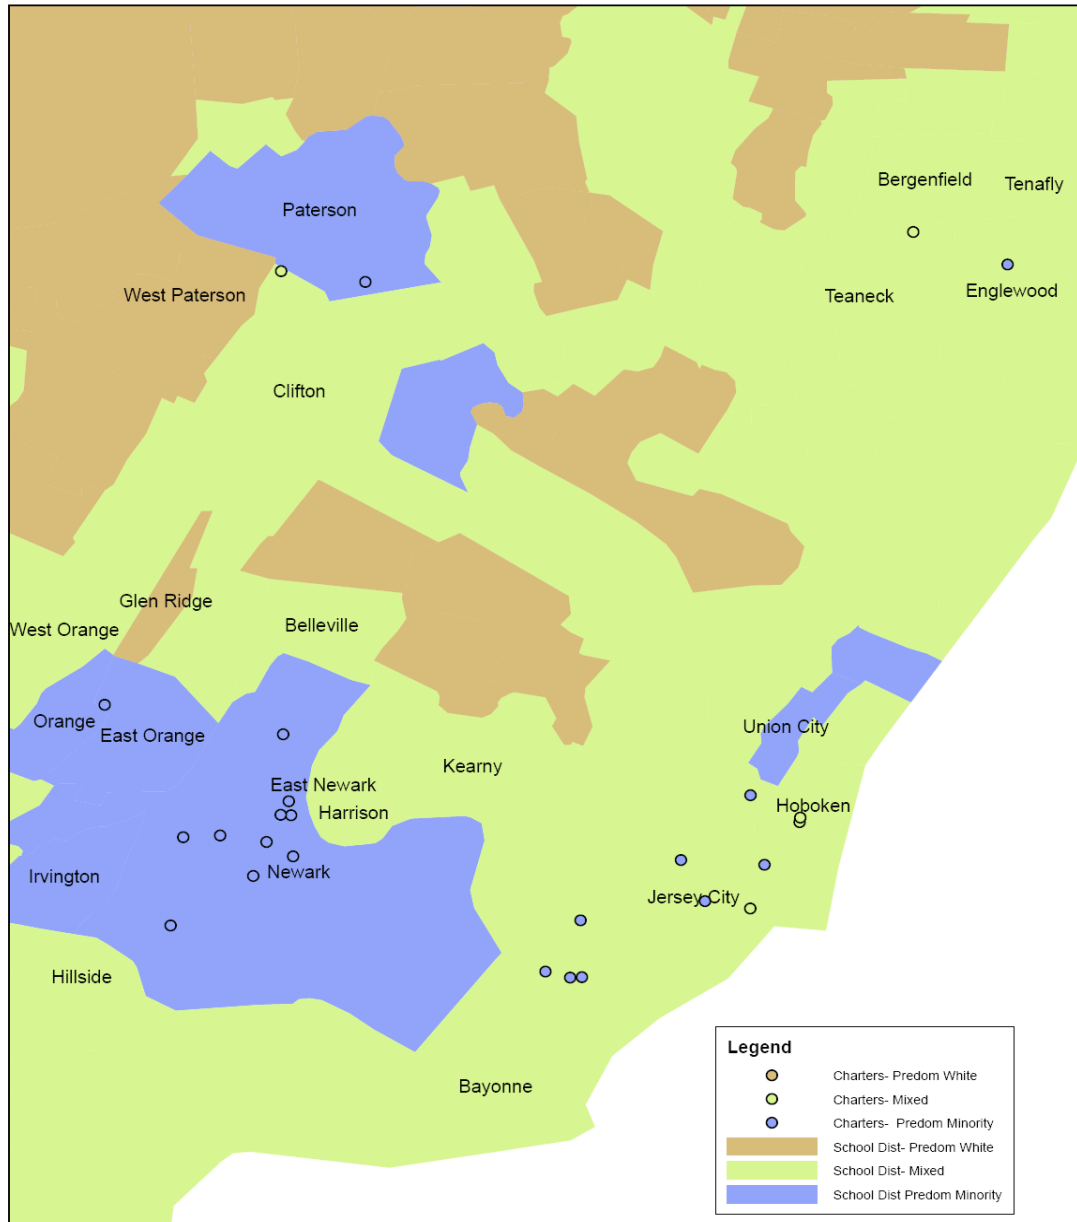 Bergenfield
Tenafly
Paterson
West Paterson
Teaneck
Englewood
Clifton
Glen Ridge
West Orange
Belleville
Orange
East Orange
Union City
Kearny
East Newark
Hoboken
Harrison
Irvington
Newark
Jersey City
Hillside
Bayonne
Legend
Charters- Predom White
Charters- Mixed
Charters-  Predom Minority
School Dist- Predom White
School Dist- Mixed
School Dist Predom Minority